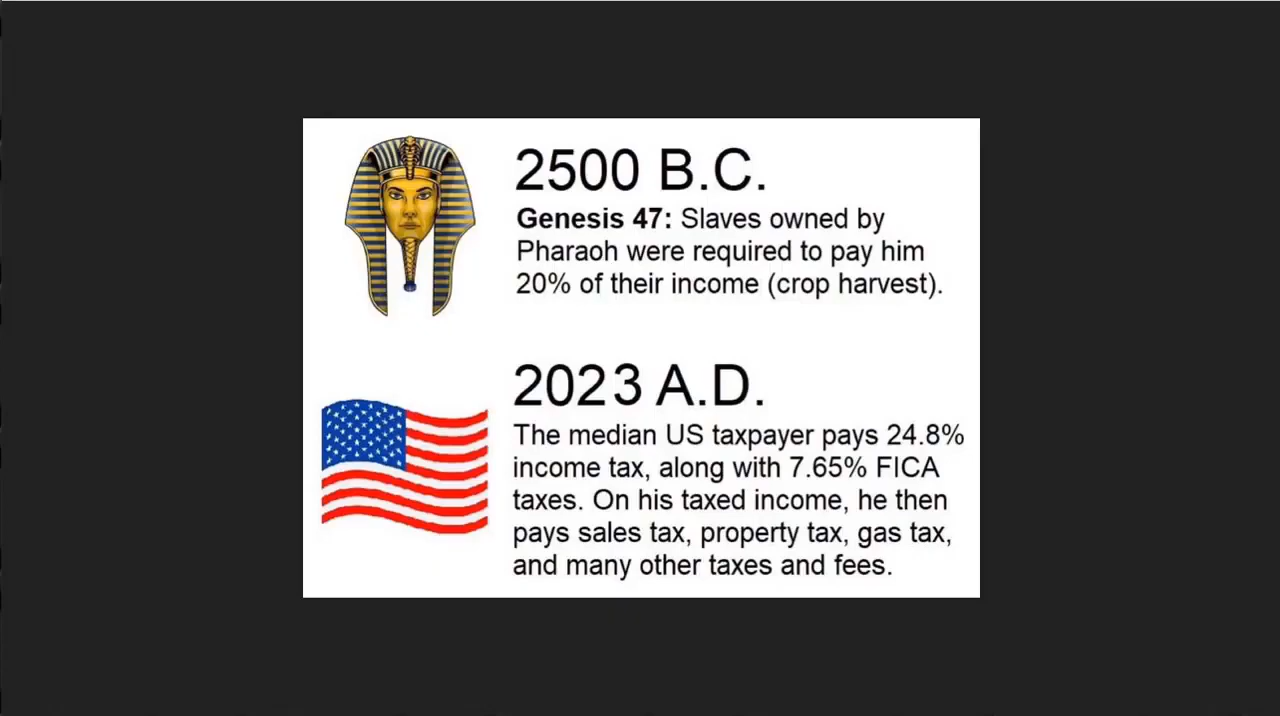 2500 B.C.
Genesis 47: Slaves owned by
Pharaoh were required to pay him
20% of their income (crop harvest).
2023 A.D.
The median US taxpayer pays 24.8%
income tax, along with 7.65% FICA
taxes. On his taxed income, he then
pays sales tax, property tax, gas tax,
and many other taxes and fees.